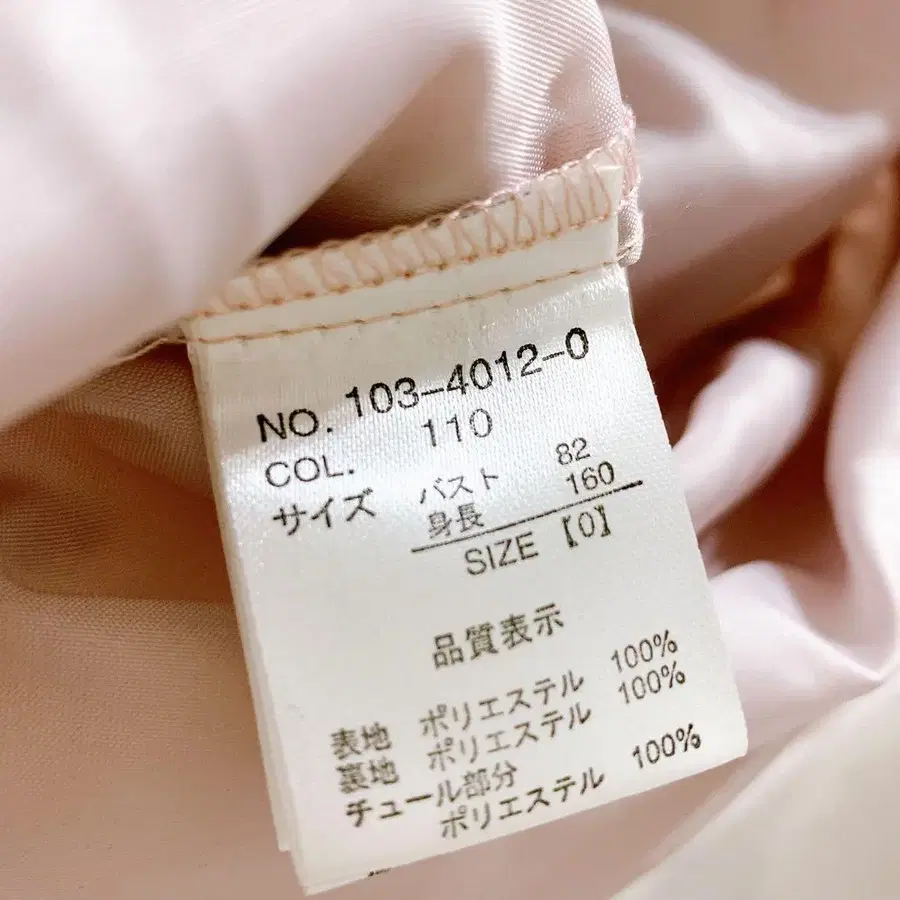 NO. 103-4012-0
COL. 110
サイズ バスト 82
身長 160
SIZE 【0】
品質表示
表地 ポリエステル 100%
裏地 ポリエステル 100%
チュール部分
ポリエステル 100%